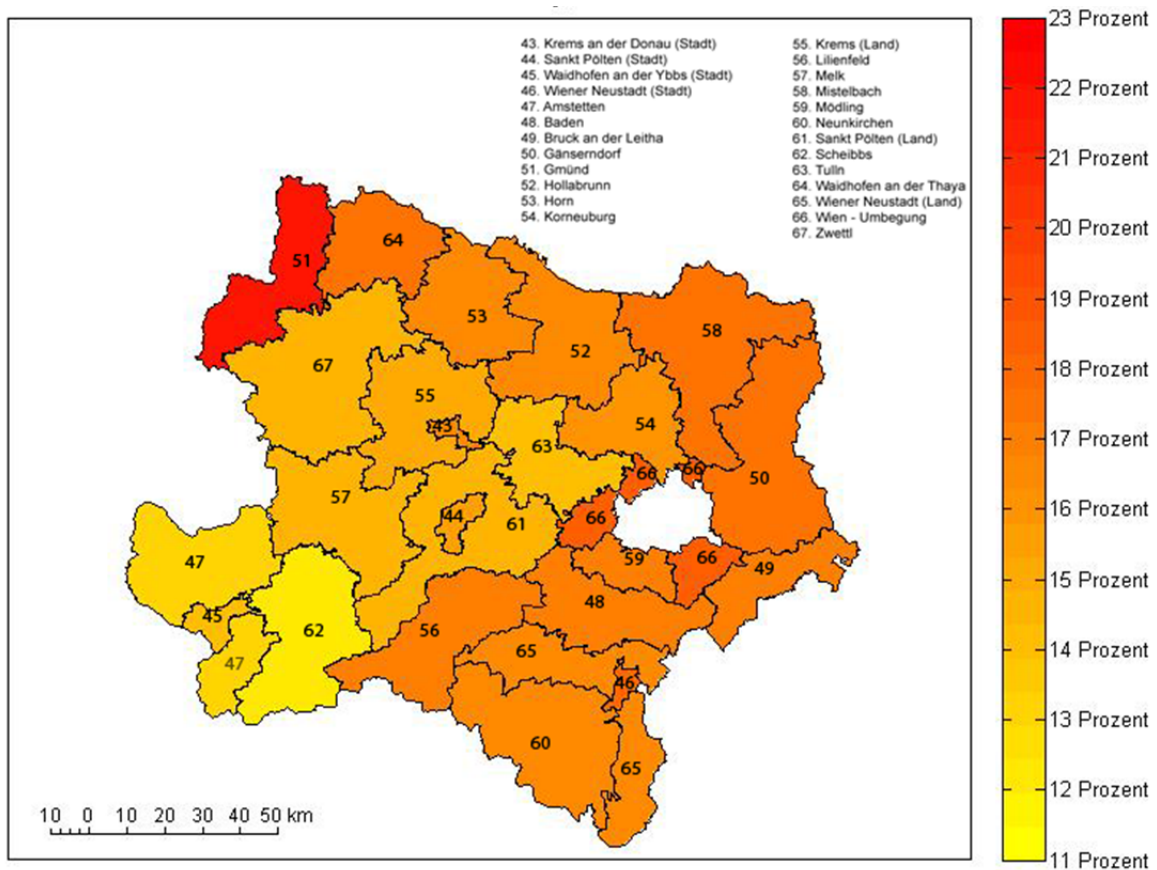 43. Krems an der Donau (Stadt)
44. Sankt Pölten (Stadt)
45. Waidhofen an der Ybbs (Stadt)
46. Wiener Neustadt (Stadt)
47. Amstetten
48. Baden
49. Bruck an der Leitha
50. Gänserndorf
51. Gmünd
52. Hollabrunn
53. Horn
54. Korneuburg
55. Krems (Land)
56. Lilienfeld
57. Melk
58. Mistelbach
59. Mödling
60. Neunkirchen
61. Sankt Pölten (Land)
62. Scheibbs
63. Tulln
64. Waidhofen an der Thaya
65. Wiener Neustadt (Land)
66. Wien - Umbegung
67. Zwettl
64
51
53
58
52
67
55
43
54
63
66
66
50
57
44
61
66
47
59
66
49
45
48
62
56
65
47
46
60
65
10 0 10 20 30 40 50 km
23 Prozent
22 Prozent
21 Prozent
20 Prozent
19 Prozent
18 Prozent
17 Prozent
16 Prozent
15 Prozent
14 Prozent
13 Prozent
12 Prozent
11 Prozent